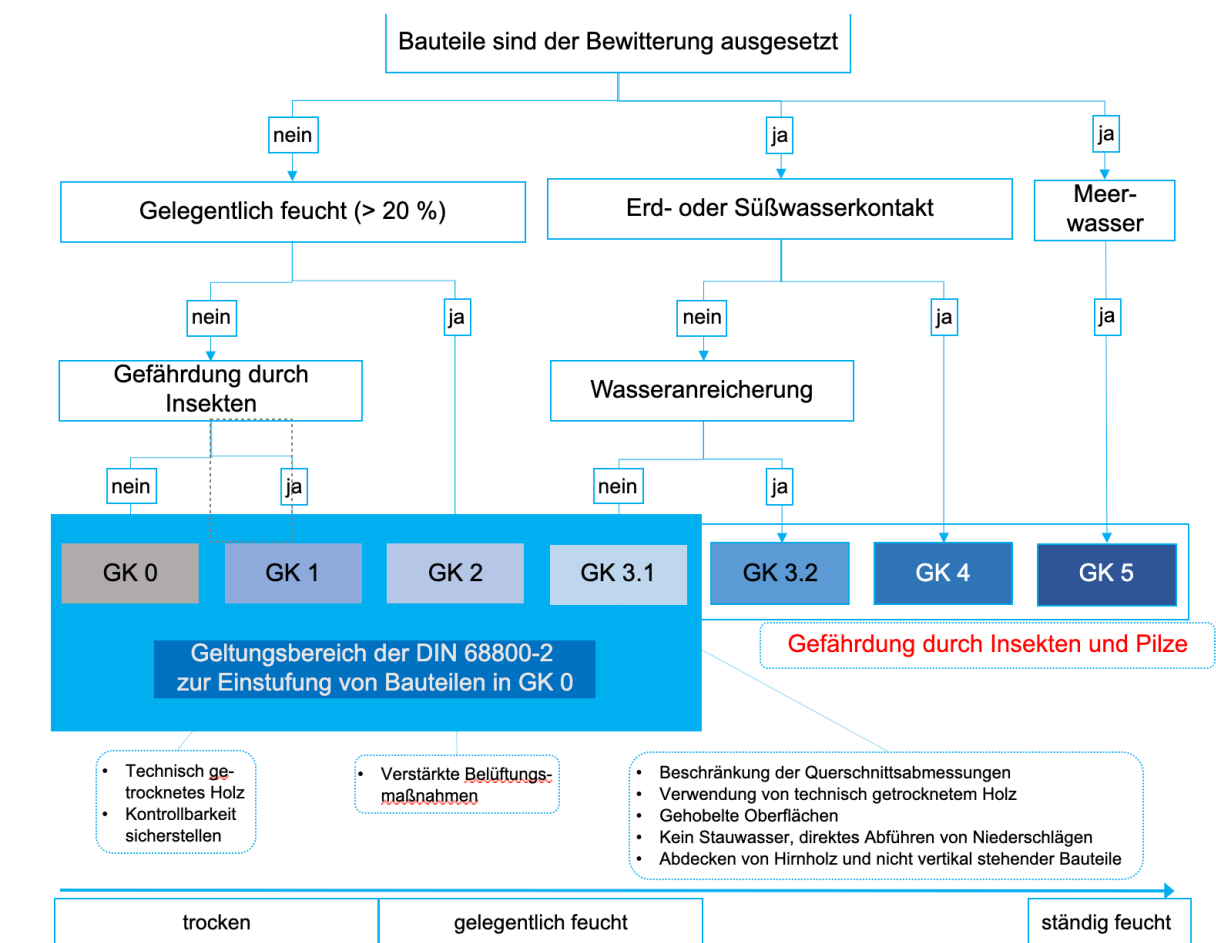 Bauteile sind der Bewitterung ausgesetzt
nein
ja
ja
Gelegentlich feucht (> 20 %)
Erd- oder Süßwasserkontakt
Meer-
wasser
nein
ja
nein
ja
ja
Gefährdung durch
Insekten
Wasseranreicherung
nein
ja
nein
ja
GK 0
GK 1
GK 2
GK 3.1
GK 3.2
GK 4
GK 5
Geltungsbereich der DIN 68800-2
zur Einstufung von Bauteilen in GK 0
Gefährdung durch Insekten und Pilze
• Technisch ge-
trocknetes Holz
• Kontrollbarkeit
sicherstellen
• Verstärkte Belüftungs-
maßnahmen
• Beschränkung der Querschnittsabmessungen
• Verwendung von technisch getrocknetem Holz
• Gehobelte Oberflächen
• Kein Stauwasser, direktes Abführen von Niederschlägen
• Abdecken von Hirnholz und nicht vertikal stehender Bauteile
trocken
gelegentlich feucht
ständig feucht